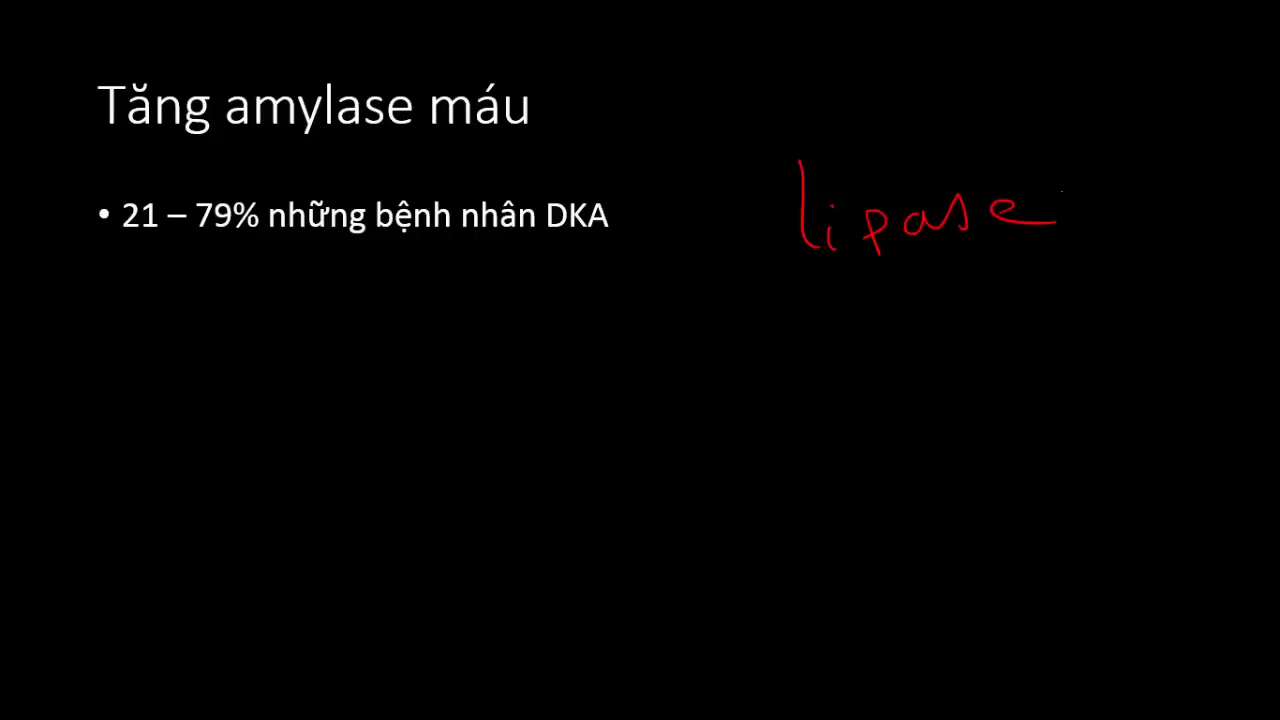 Tăng amylase máu
• 21 – 79% những bệnh nhân DKA
lipase